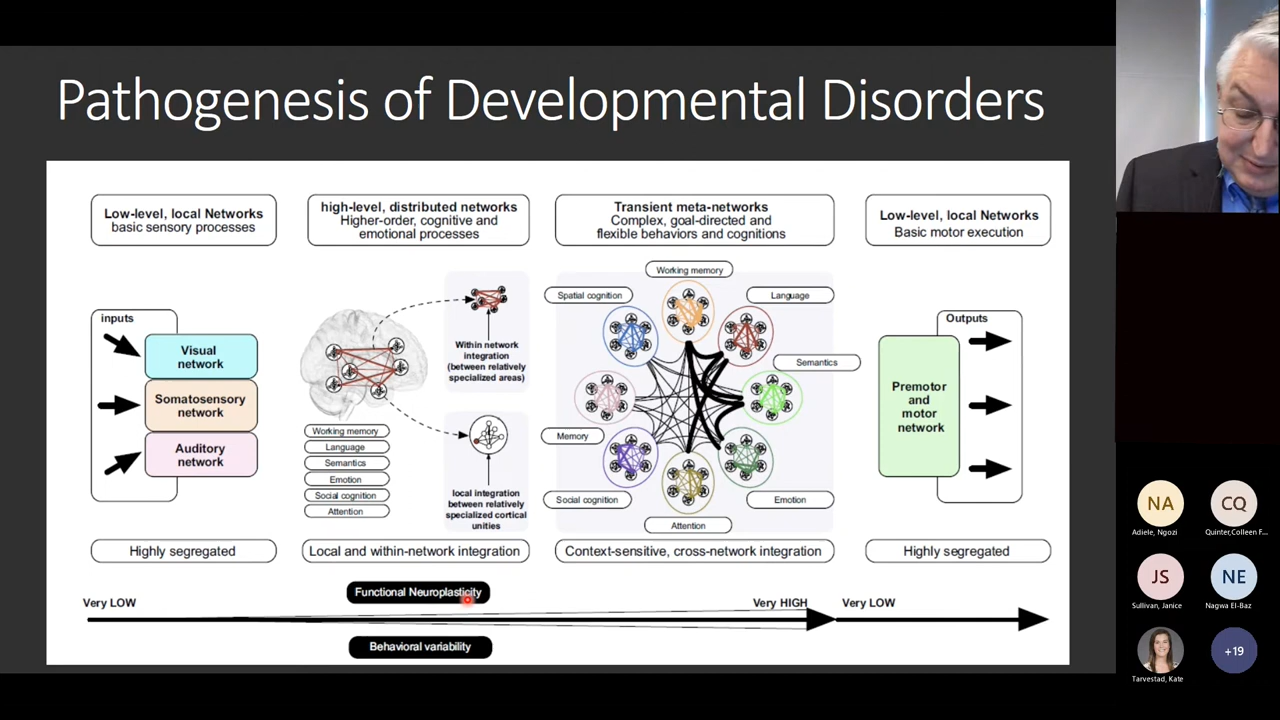 Pathogenesis of Developmental Disorders
Low-level, local Networks
basic sensory processes
high-level, distributed networks
Higher-order, cognitive and
emotional processes
Transient meta-networks
Complex, goal-directed and
flexible behaviors and cognitions
Low-level, local Networks
Basic motor execution
inputs
Visual
network
Somatosensory
network
Auditory
network
Within network
integration
(between relatively
specialized areas)
Working memory
Language
Semantics
Emotion
Social cognition
Attention
local integration
between relatively
specialized cortical
unities
Working memory
Spatial cognition
Language
Semantics
Memory
Social cognition
Emotion
Attention
Outputs
Premotor
and
motor
network
Highly segregated
Local and within-network integration
Context-sensitive, cross-network integration
Highly segregated
Functional Neuroplasticity
Very LOW
Very HIGH
Very LOW
Behavioral variability
NA
Adiele, Ngozi
CQ
Quinter,Colleen F...
JS
Sullivan, Janice
NE
Nagwa El-Baz
Tarvestad, Kate
+19